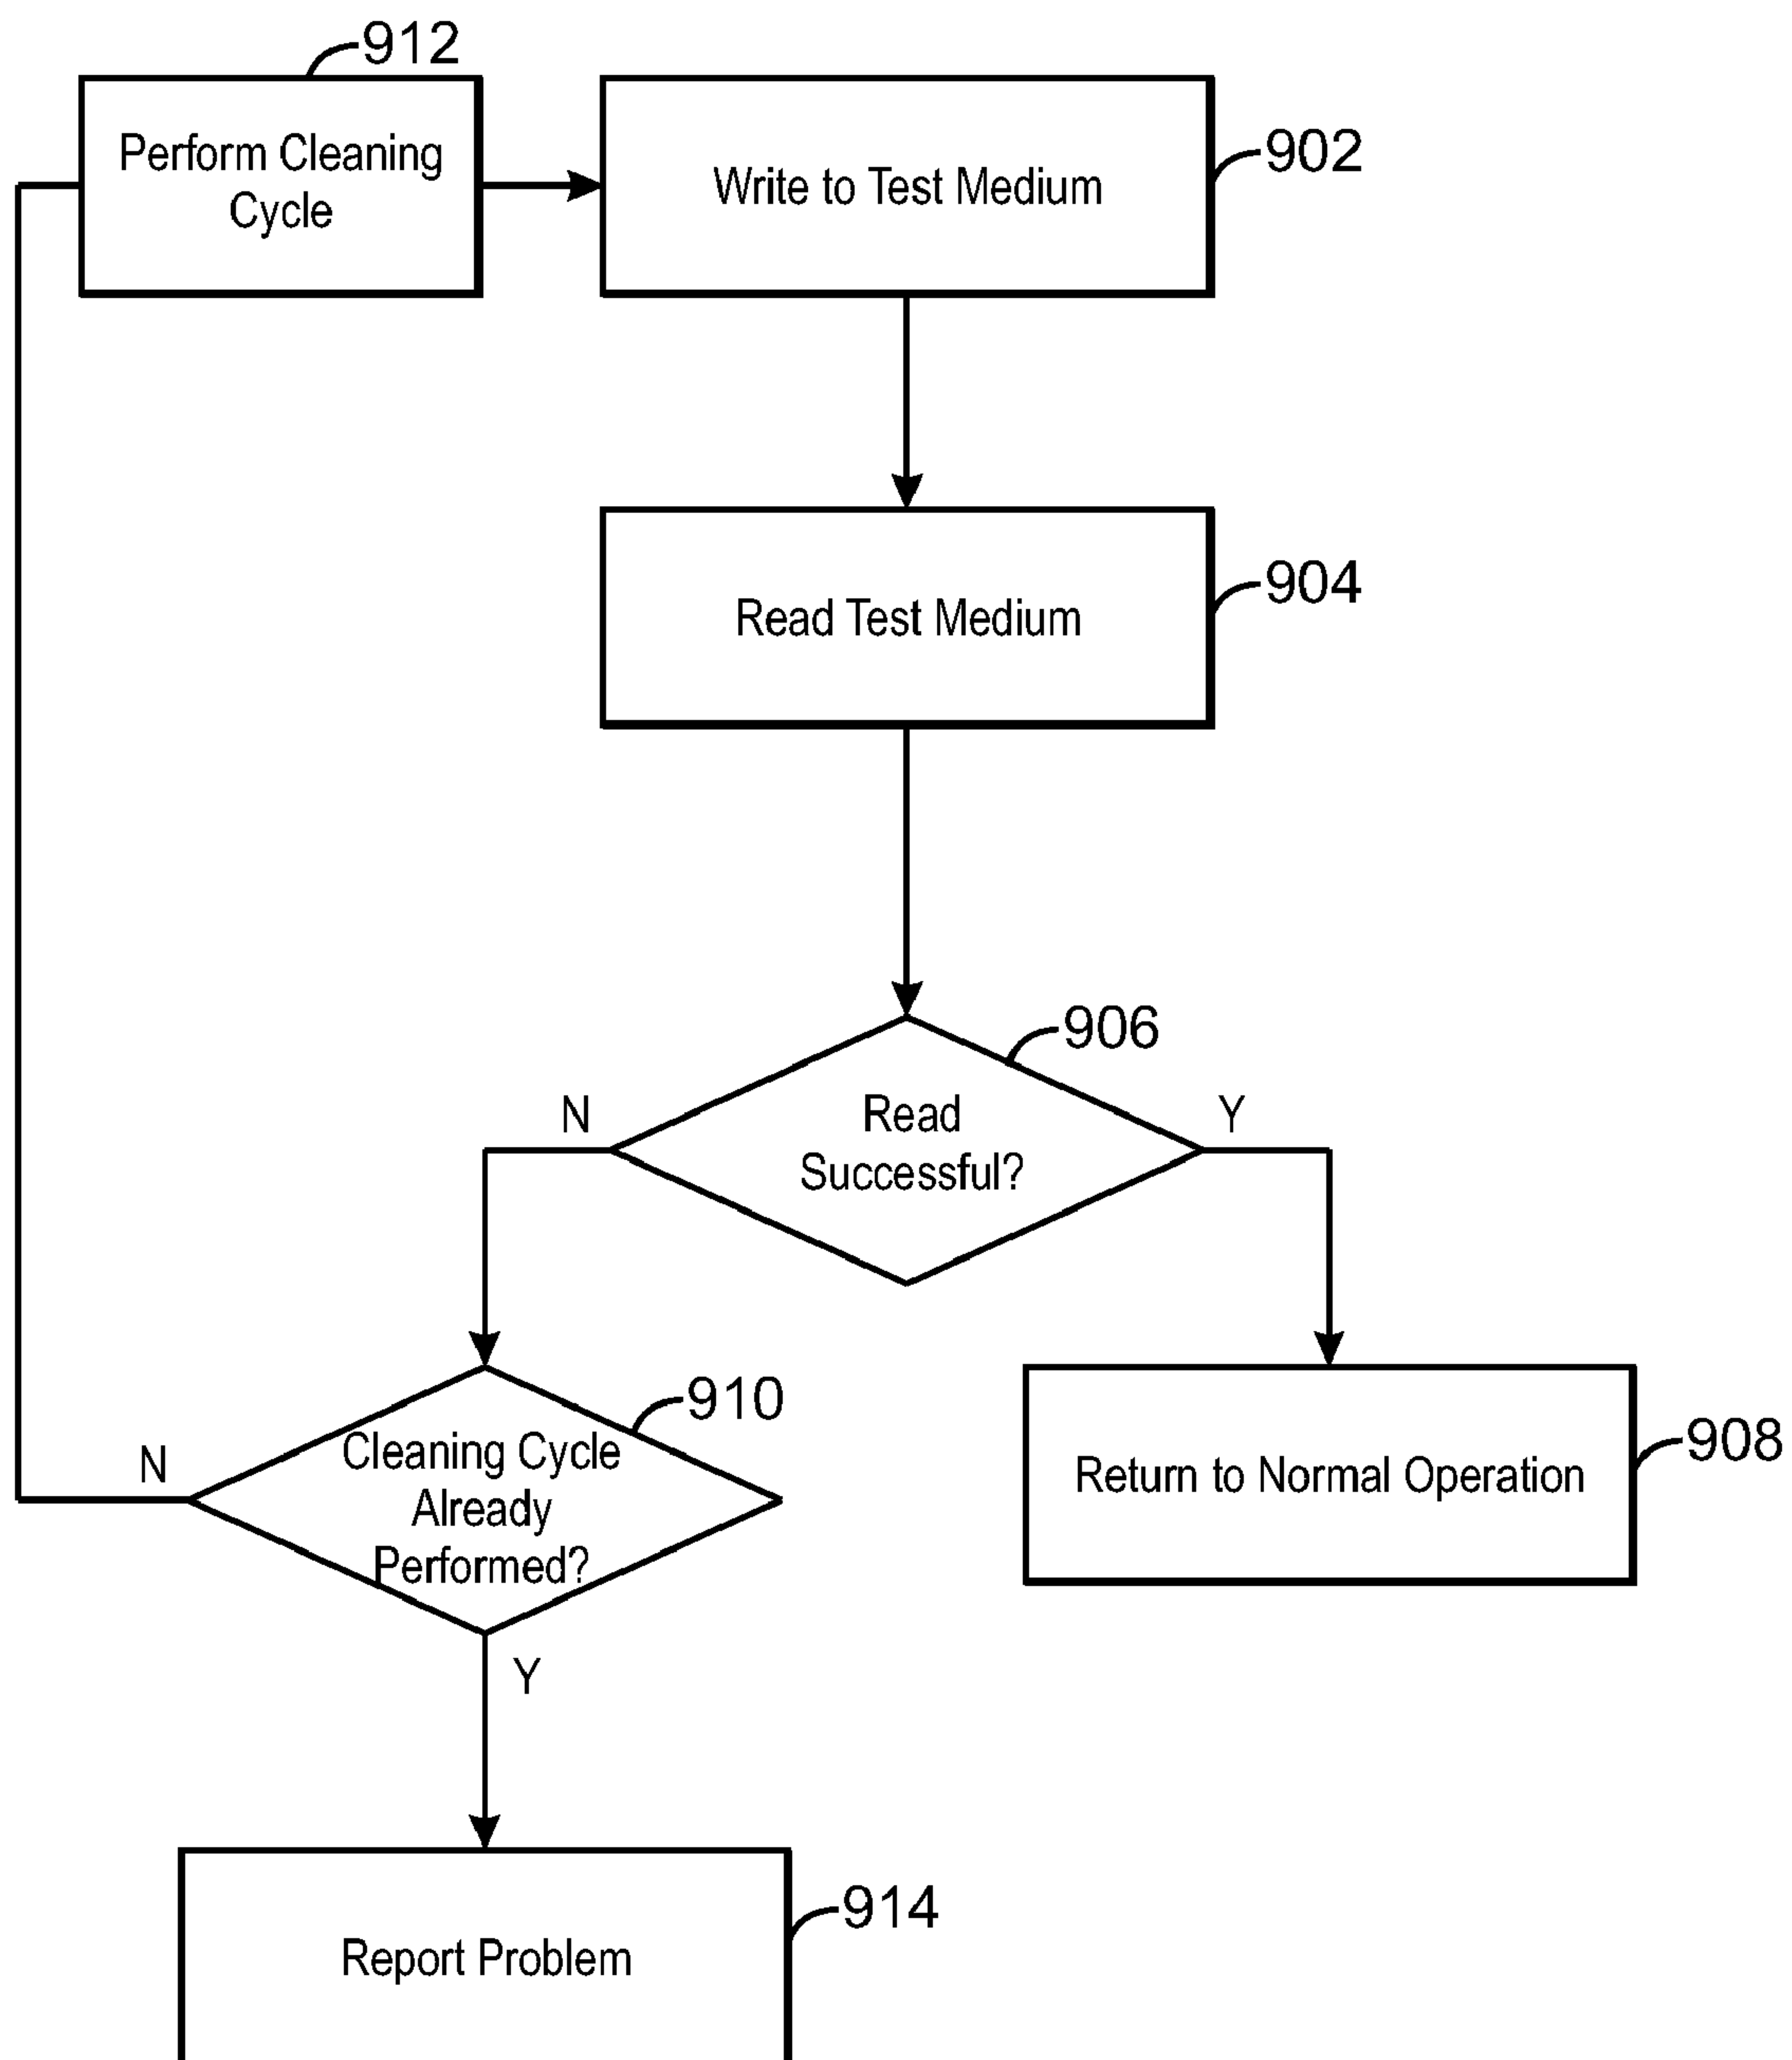 912
Perform Cleaning
Cycle
902
Write to Test Medium
904
Read Test Medium
906
N
Y
Read
Successful?
910
N
Cleaning Cycle
Already
Performed?
908
Return to Normal Operation
Y
914
Report Problem